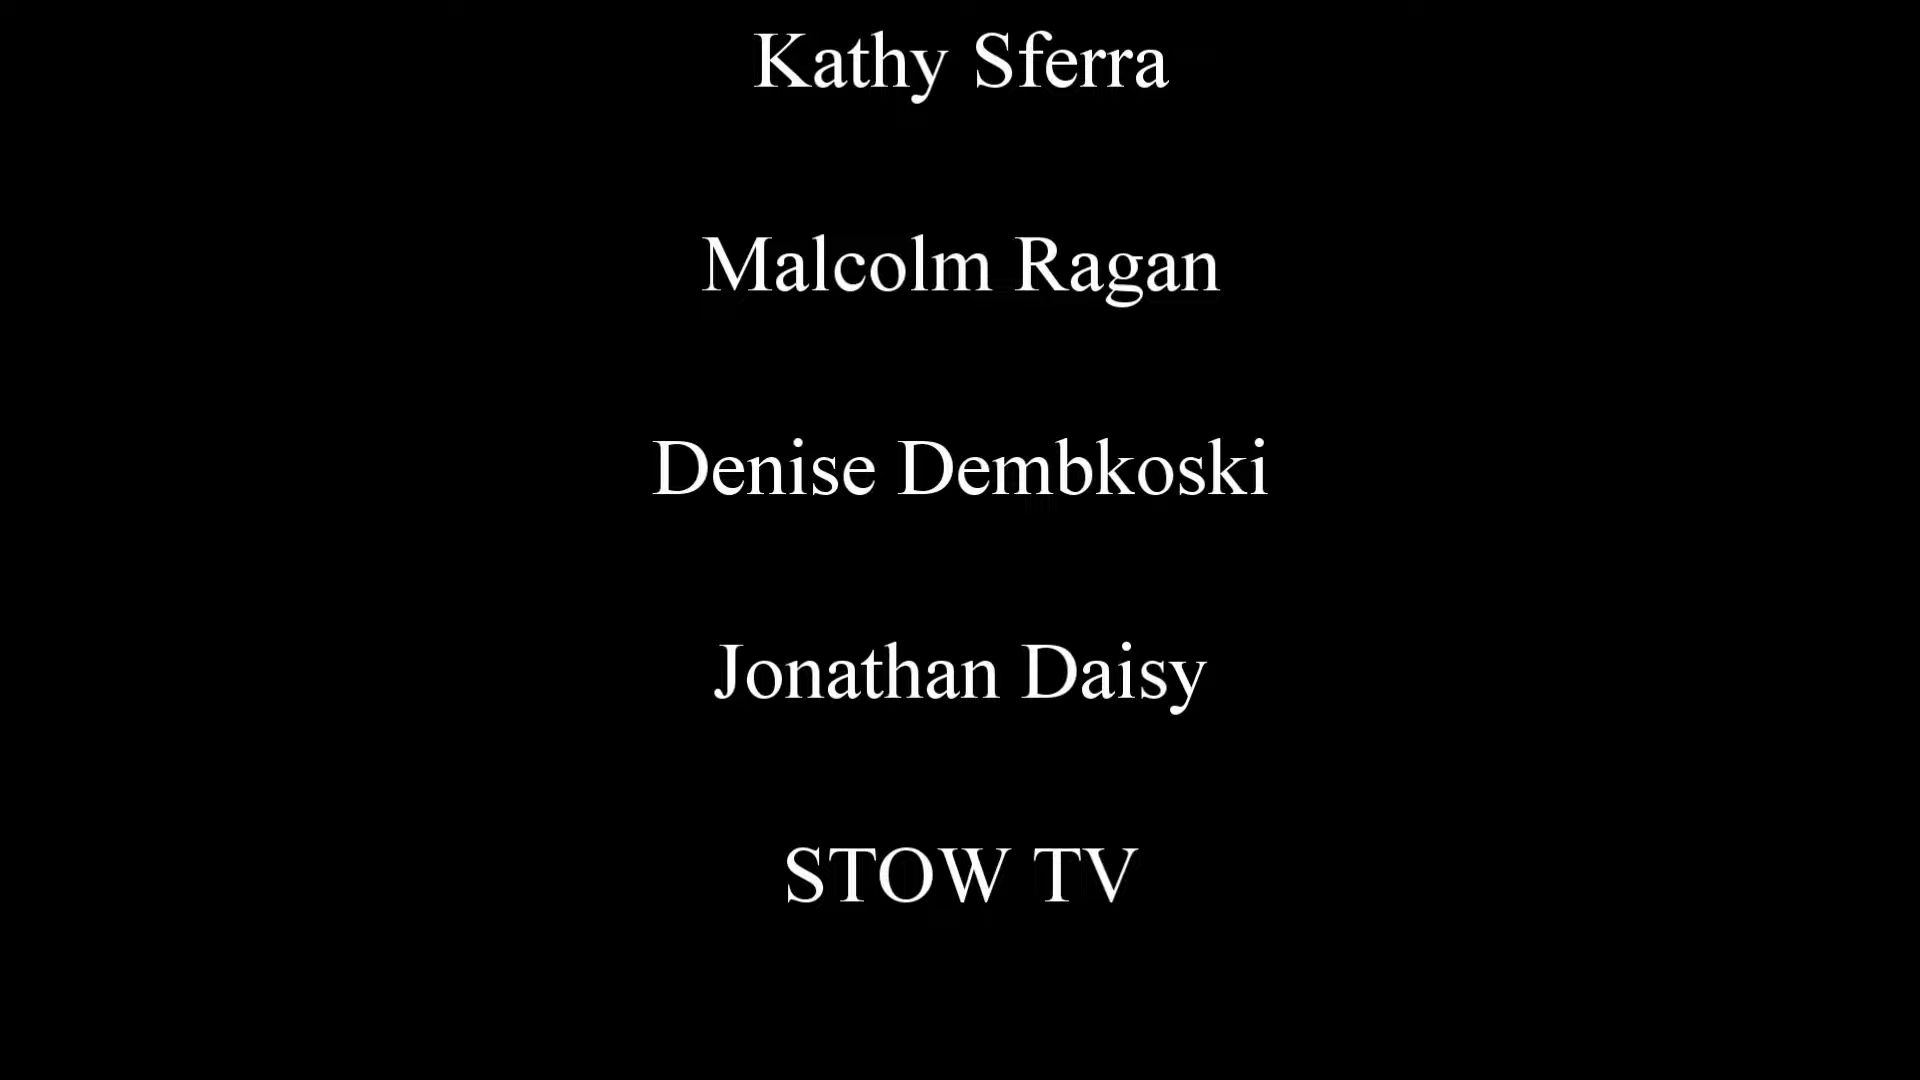 Kathy Sferra
Malcolm Ragan
Denise Dembkoski
Jonathan Daisy
STOW TV